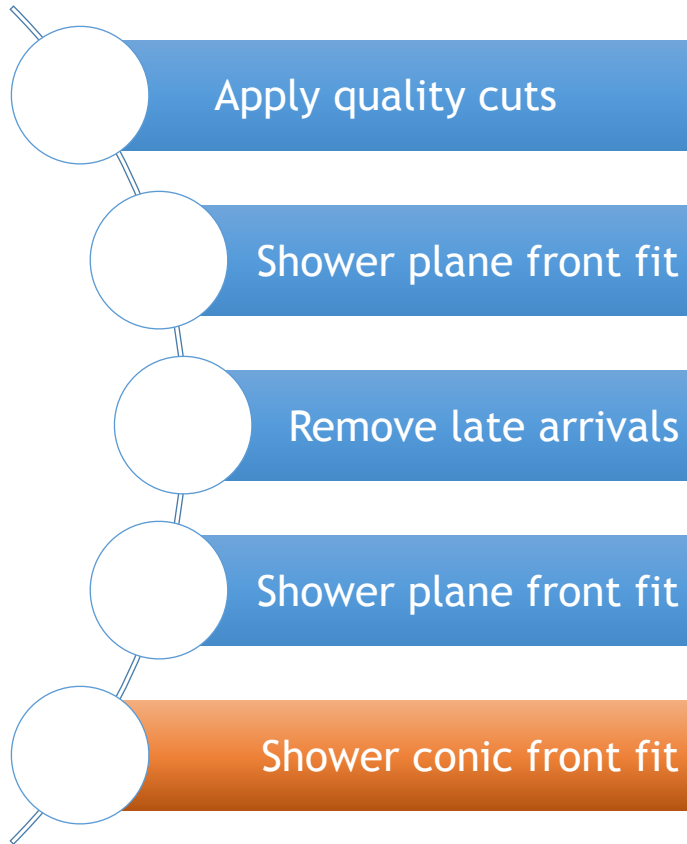 Apply quality cuts
Shower plane front fit
Remove late arrivals
Shower plane front fit
Shower conic front fit